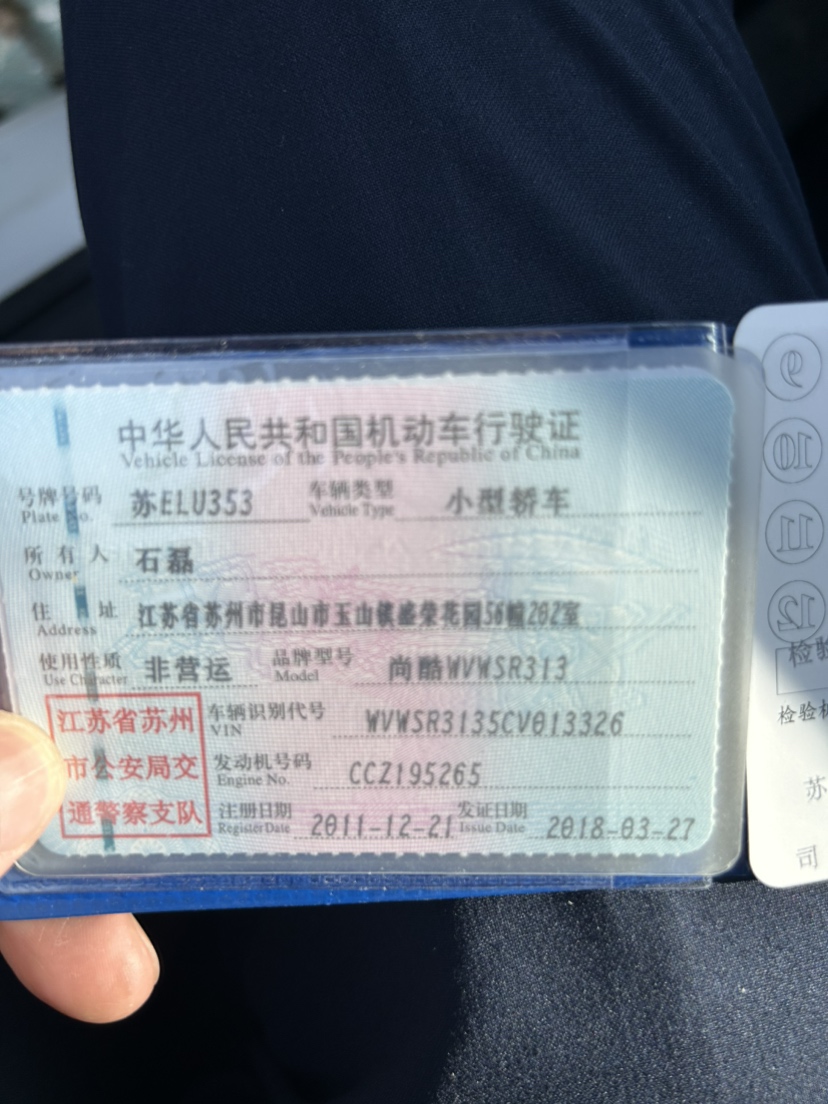 中华人民共和国机动车行驶证
Vehicle License of the People's Republic of China
号牌号码 苏ELU353 车辆类型 小型轿车
Plate No. Vehicle Type
所有人 石磊
Owner
住址 江苏省苏州市昆山市玉山镇盛荣花园56幢202室
Address
使用性质 非营运 品牌型号 尚酷WVWSR313
Use Character Model
江苏省苏州
市公安局交
通警察支队
车辆识别代号 WVWSR3135CV013326
VIN
发动机号码 CCZ195265
Engine No.
注册日期 2011-12-21 发证日期 2018-03-27
Register Date Issue Date
9
10
11
12
检验
检验
苏
司